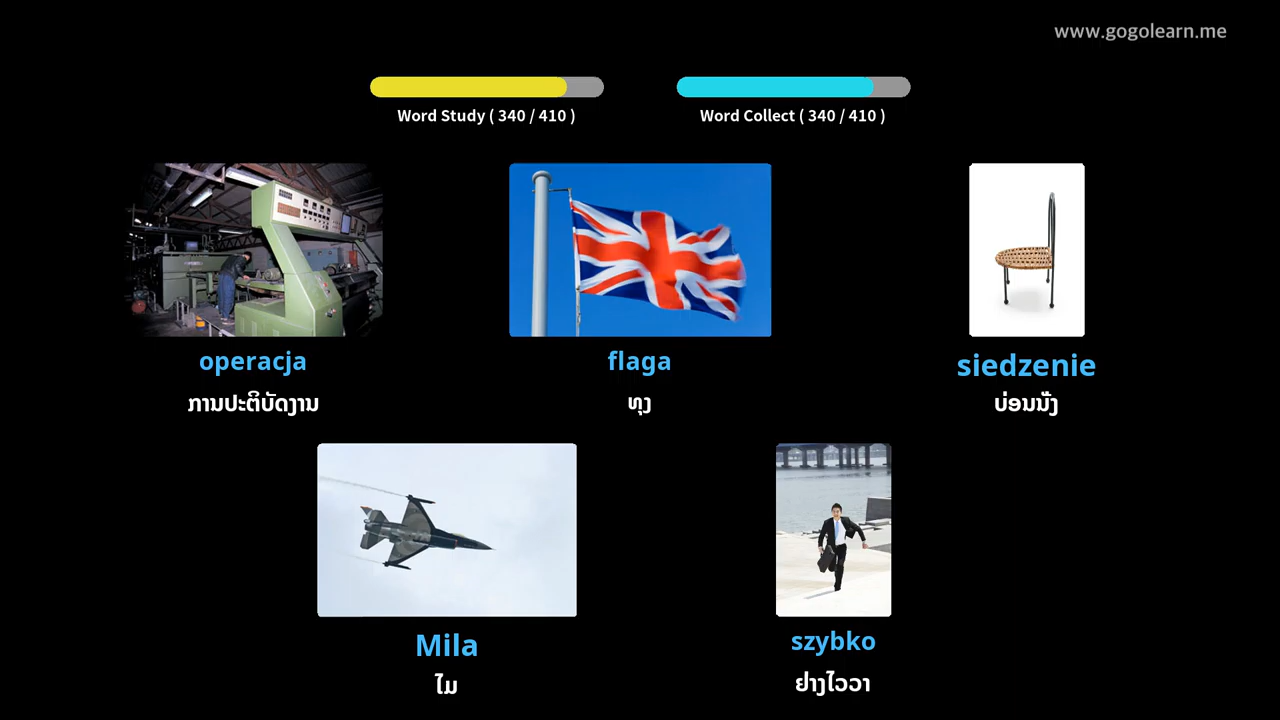 www.gogolearn.me
Word Study ( 340 / 410 )
Word Collect ( 340 / 410 )
operacja
ການປະຕິບັດງານ
flaga
ທຸງ
siedzenie
ບ່ອນນັ່ງ
Mila
ໄມ
szybko
ຢ່າງໄວວາ